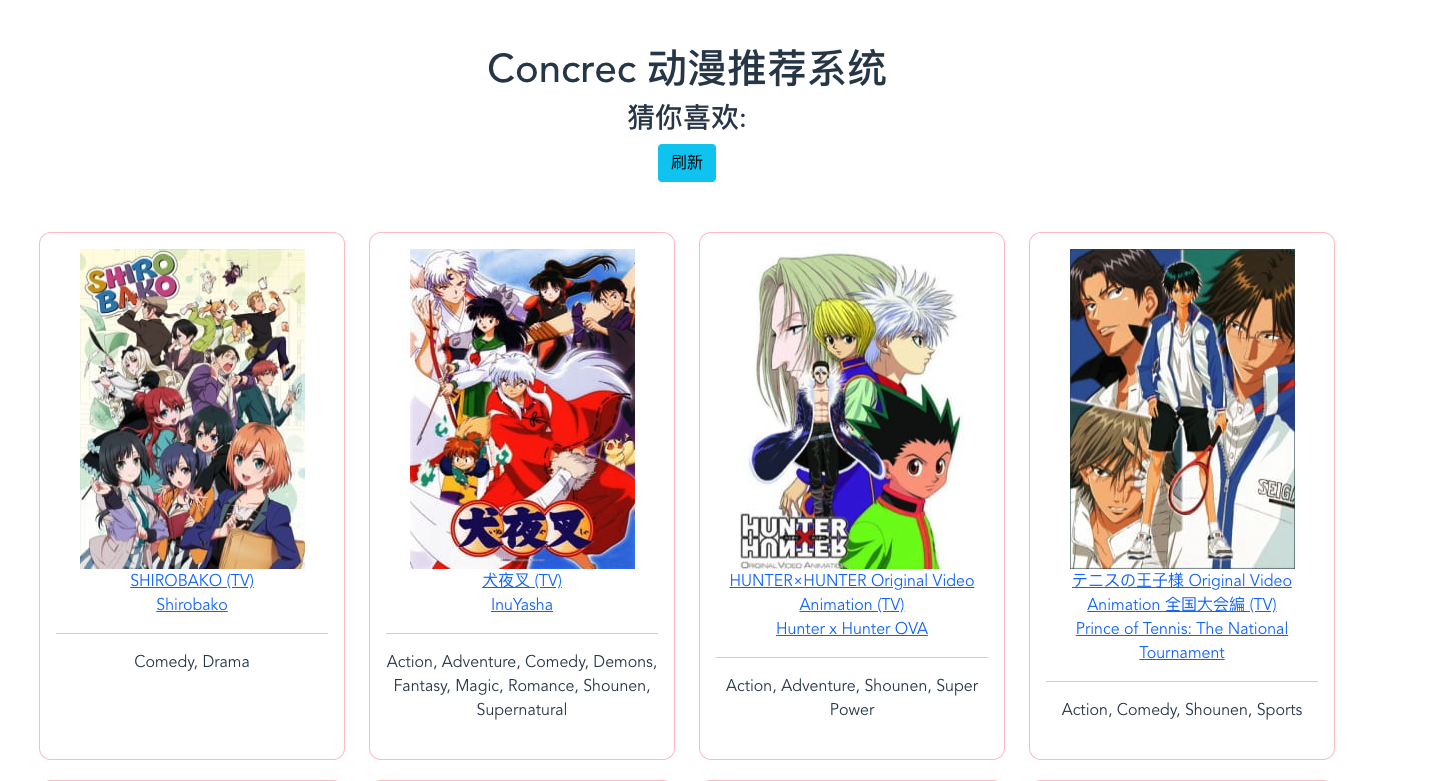 Concrec 动漫推荐系统
猜你喜欢:
刷新
SHIRO
BAKO
SHIROBAKO (TV)
Shirobako
Comedy, Drama
犬夜叉
犬夜叉 (TV)
InuYasha
Action, Adventure, Comedy, Demons,
Fantasy, Magic, Romance, Shounen,
Supernatural
HUNTER
HUNTER
ORIGINAL VIDEO ANIMATION
HUNTER×HUNTER Original Video
Animation (TV)
Hunter x Hunter OVA
Action, Adventure, Shounen, Super
Power
SEIGA
テニスの王子様 Original Video
Animation 全国大会編 (TV)
Prince of Tennis: The National
Tournament
Action, Comedy, Shounen, Sports